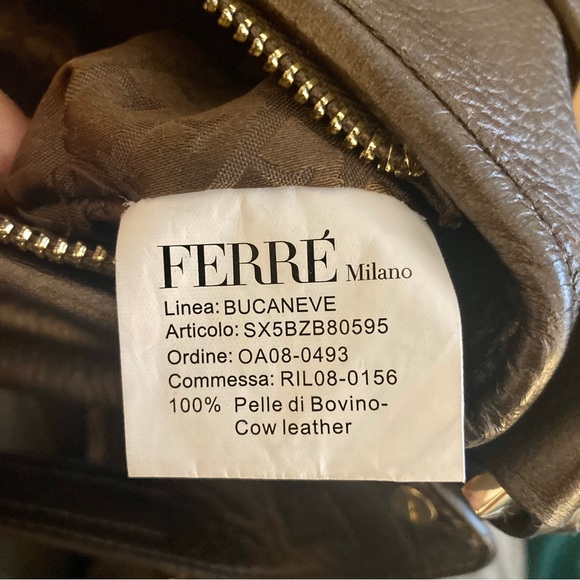 FERRÉ Milano
Linea: BUCANEVE
Articolo: SX5BZB80595
Ordine: OA08-0493
Commessa: RIL08-0156
100% Pelle di Bovino-
Cow leather